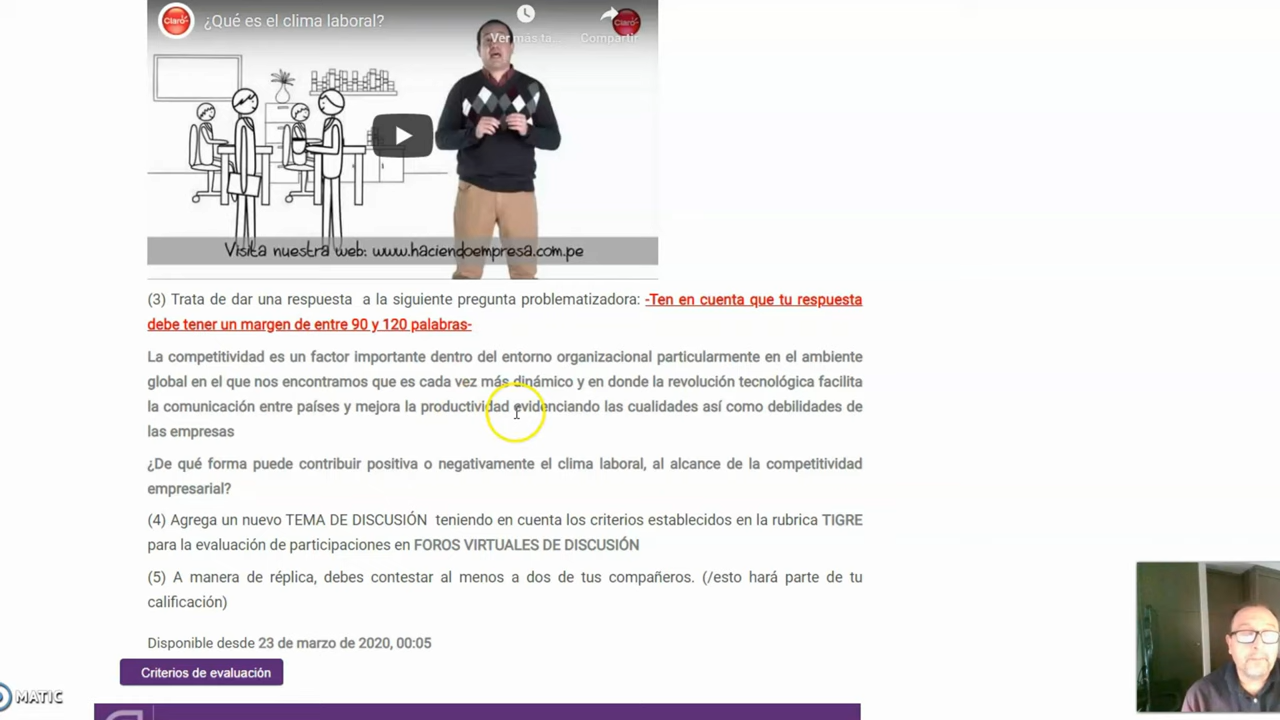 Claro
¿Qué es el clima laboral?
Ver más ta...
Compartir
Claro
Visita nuestra web: www.haciendoempresa.com.pe
(3) Trata de dar una respuesta a la siguiente pregunta problematizadora: -Ten en cuenta que tu respuesta
debe tener un margen de entre 90 y 120 palabras-
La competitividad es un factor importante dentro del entorno organizacional particularmente en el ambiente
global en el que nos encontramos que es cada vez más dinámico y en donde la revolución tecnológica facilita
la comunicación entre países y mejora la productividad evidenciando las cualidades así como debilidades de
las empresas
¿De qué forma puede contribuir positiva o negativamente el clima laboral, al alcance de la competitividad
empresarial?
(4) Agrega un nuevo TEMA DE DISCUSIÓN teniendo en cuenta los criterios establecidos en la rubrica TIGRE
para la evaluación de participaciones en FOROS VIRTUALES DE DISCUSIÓN
(5) A manera de réplica, debes contestar al menos a dos de tus compañeros. (/esto hará parte de tu
calificación)
Disponible desde 23 de marzo de 2020, 00:05
Criterios de evaluación
MATIC